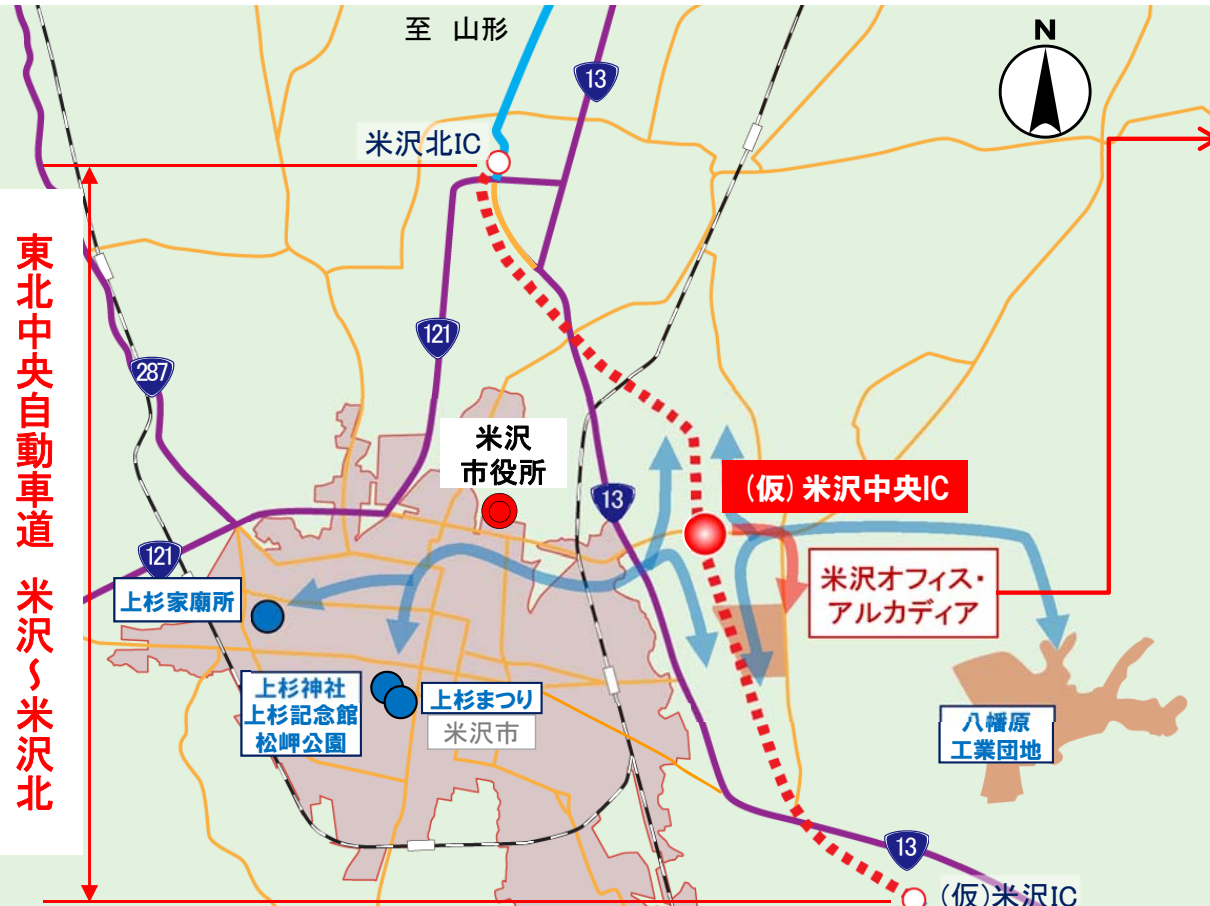 至 山形
N
13
米沢北IC
東北中央自動車道 米沢～米沢北
121
287
米沢
市役所
(仮)米沢中央IC
13
121
上杉家廟所
米沢オフィス・
アルカディア
上杉神社
上杉記念館
松岬公園
上杉まつり
米沢市
八幡原
工業団地
13
(仮)米沢IC